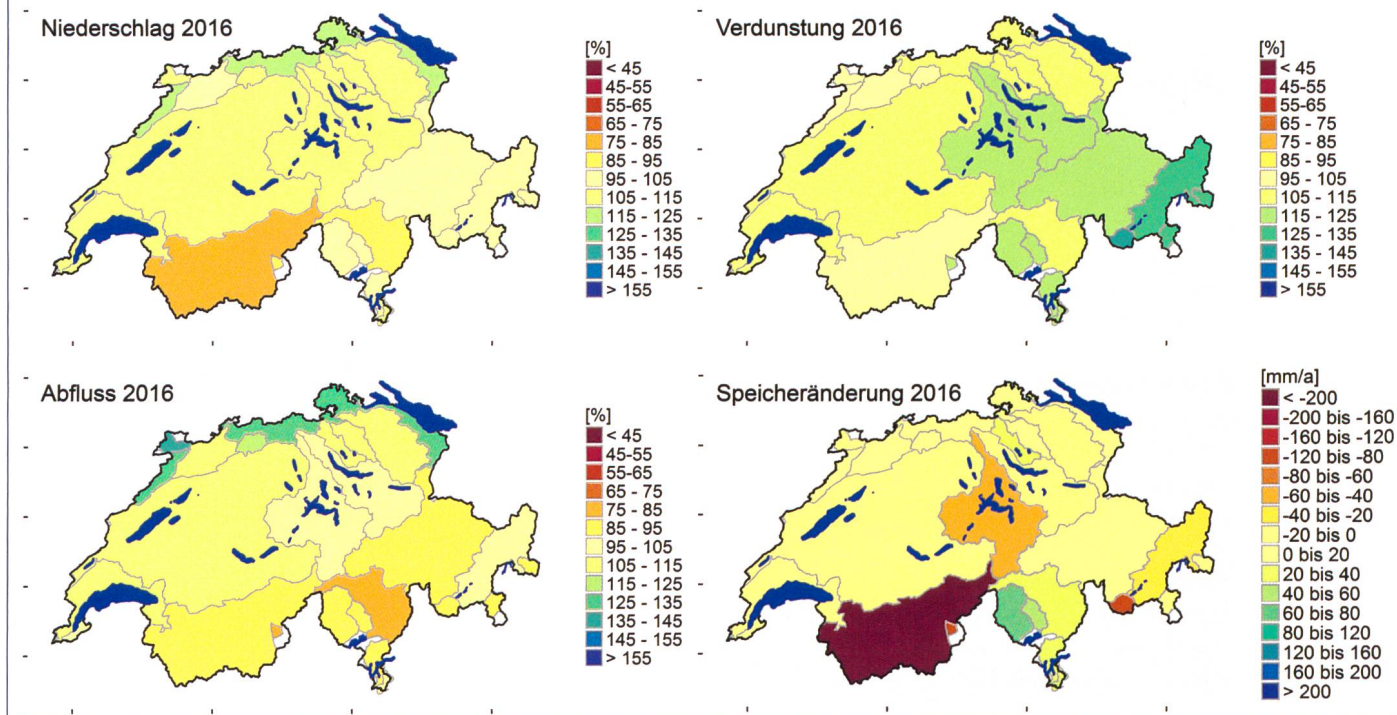 Niederschlag 2016
[%]
< 45
45-55
55-65
65 - 75
75 - 85
85 - 95
95 - 105
105 - 115
115 - 125
125 - 135
135 - 145
145 - 155
> 155
Verdunstung 2016
[%]
< 45
45-55
55-65
65 - 75
75 - 85
85 - 95
95 - 105
105 - 115
115 - 125
125 - 135
135 - 145
145 - 155
> 155
Abfluss 2016
[%]
< 45
45-55
55-65
65 - 75
75 - 85
85 - 95
95 - 105
105 - 115
115 - 125
125 - 135
135 - 145
145 - 155
> 155
Speicheränderung 2016
[mm/a]
< -200
-200 bis -160
-160 bis -120
-120 bis -80
-80 bis -60
-60 bis -40
-40 bis -20
-20 bis 0
0 bis 20
20 bis 40
40 bis 60
60 bis 80
80 bis 120
120 bis 160
160 bis 200
> 200